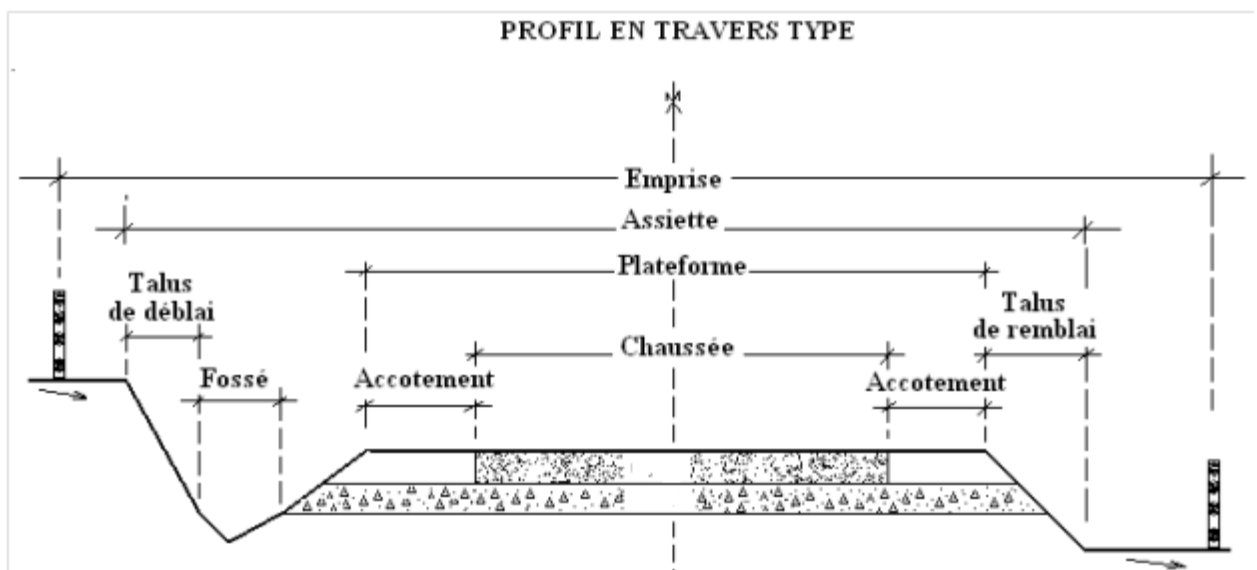 PROFIL EN TRAVERS TYPE
Emprise
Assiette
Plateforme
Talus
de déblai
Talus
de remblai
Chaussée
Fossé
Accotement
Accotement